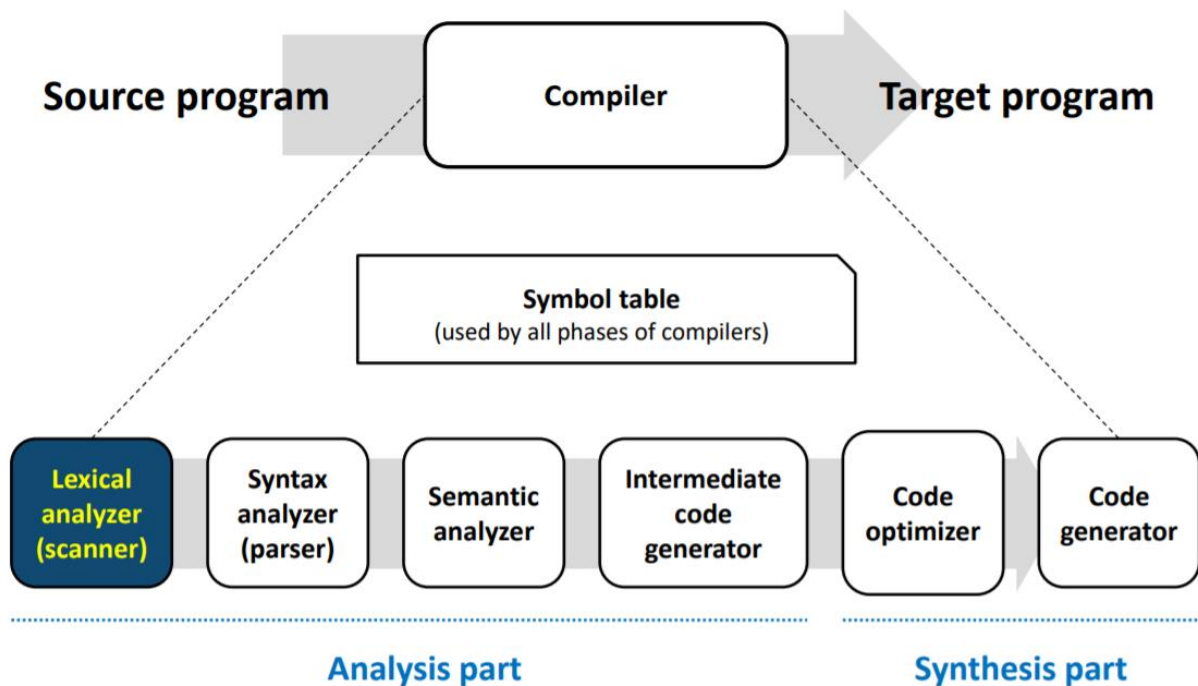 Source program
Compiler
Target program
Symbol table
(used by all phases of compilers)
Lexical
analyzer
(scanner)
Syntax
analyzer
(parser)
Semantic
analyzer
Intermediate
code
generator
Code
optimizer
Code
generator
Analysis part
Synthesis part